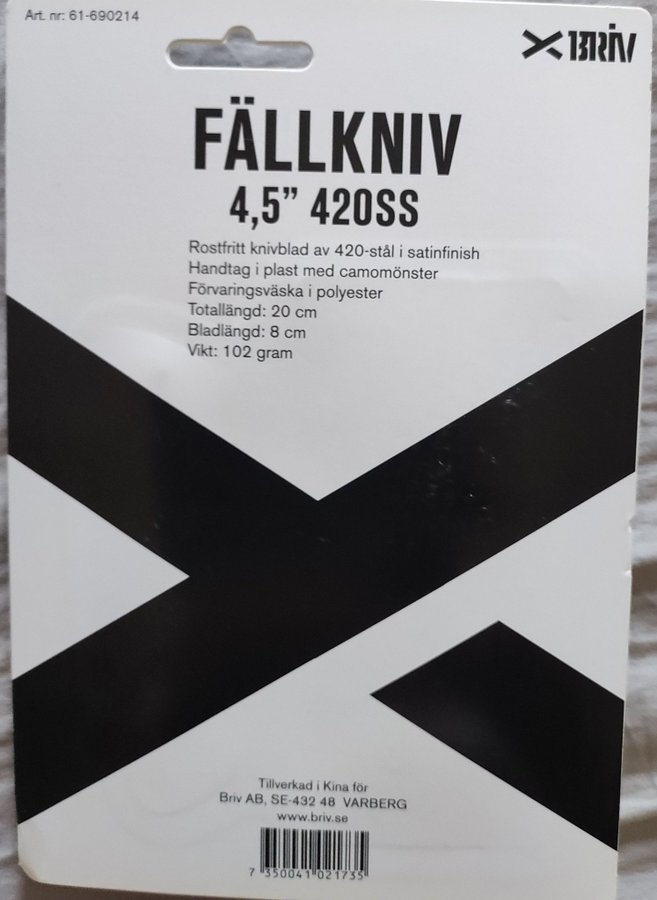 Art. nr: 61-690214
BRIV
FÄLLKNIV
4,5” 420SS
Rostfritt knivblad av 420-stål i satinfinish
Handtag i plast med camomönster
Förvaringsväska i polyester
Totallängd: 20 cm
Bladlängd: 8 cm
Vikt: 102 gram
Tillverkad i Kina för
Briv AB, SE-432 48 VARBERG
www.briv.se
7 350041 021735